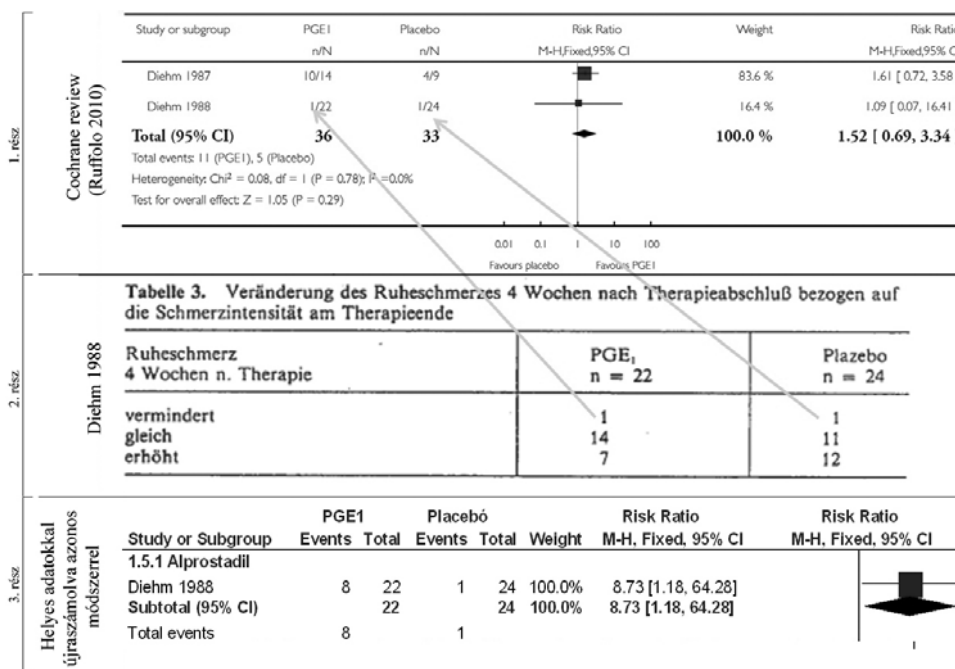 1. rész
Cochrane review
(Ruffolo 2010)
Study or subgroup PGE1 Placebo Risk Ratio Weight Risk Ratio
n/N n/N M-H,Fixed,95% CI M-H,Fixed,95% CI
Diehm 1987 10/14 4/9 83.6 % 1.61 [ 0.72, 3.58
Diehm 1988 1/22 1/24 16.4 % 1.09 [ 0.07, 16.41
Total (95% CI) 36 33 100.0 % 1.52 [ 0.69, 3.34
Total events: 11 (PGE1), 5 (Placebo)
Heterogeneity: Chi² = 0.08, df = 1 (P = 0.78); I² =0.0%
Test for overall effect: Z = 1.05 (P = 0.29)
0.01 0.1 1 10 100
Favours placebo Favours PGE1
2. rész
Diehm 1988
Tabelle 3. Veränderung des Ruheschmerzes 4 Wochen nach Therapieabschluß bezogen auf
die Schmerzintensität am Therapieende
Ruheschmerz PGE₁ Plazebo
4 Wochen n. Therapie n = 22 n = 24
vermindert 1 1
gleich 14 11
erhöht 7 12
3. rész
Helyes adatokkal
újraszámolva azonos
módszerrel
PGE1 Placebó Risk Ratio Risk Ratio
Study or Subgroup Events Total Events Total Weight M-H, Fixed, 95% CI M-H, Fixed, 95% CI
1.5.1 Alprostadil
Diehm 1988 8 22 1 24 100.0% 8.73 [1.18, 64.28]
Subtotal (95% CI) 22 24 100.0% 8.73 [1.18, 64.28]
Total events 8 1